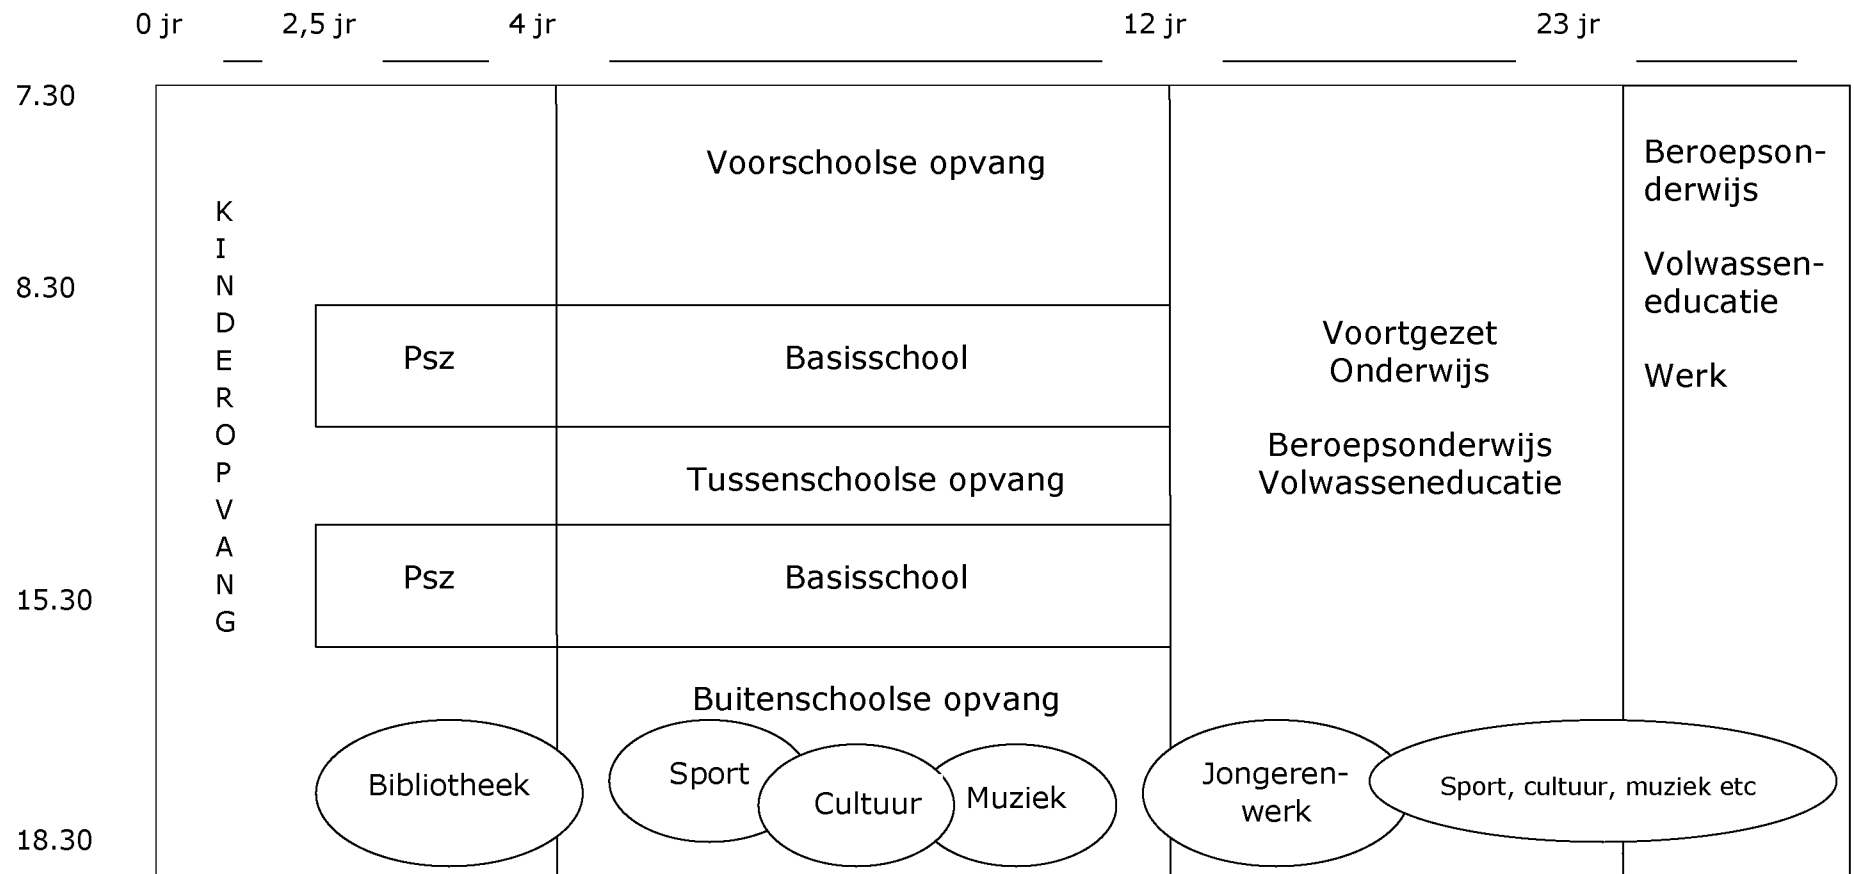 0 jr 2,5 jr 4 jr 12 jr 23 jr
7.30
8.30
15.30
18.30
K
I
N
D
E
R
O
P
V
A
N
G
Voorschoolse opvang
Psz
Basisschool
Tussenschoolse opvang
Psz
Basisschool
Buitenschoolse opvang
Bibliotheek
Sport
Cultuur
Muziek
Voortgezet
Onderwijs
Beroepsonderwijs
Volwasseneducatie
Jongeren-
werk
Sport, cultuur, muziek etc
Beroepson-
derwijs
Volwassen-
educatie
Werk